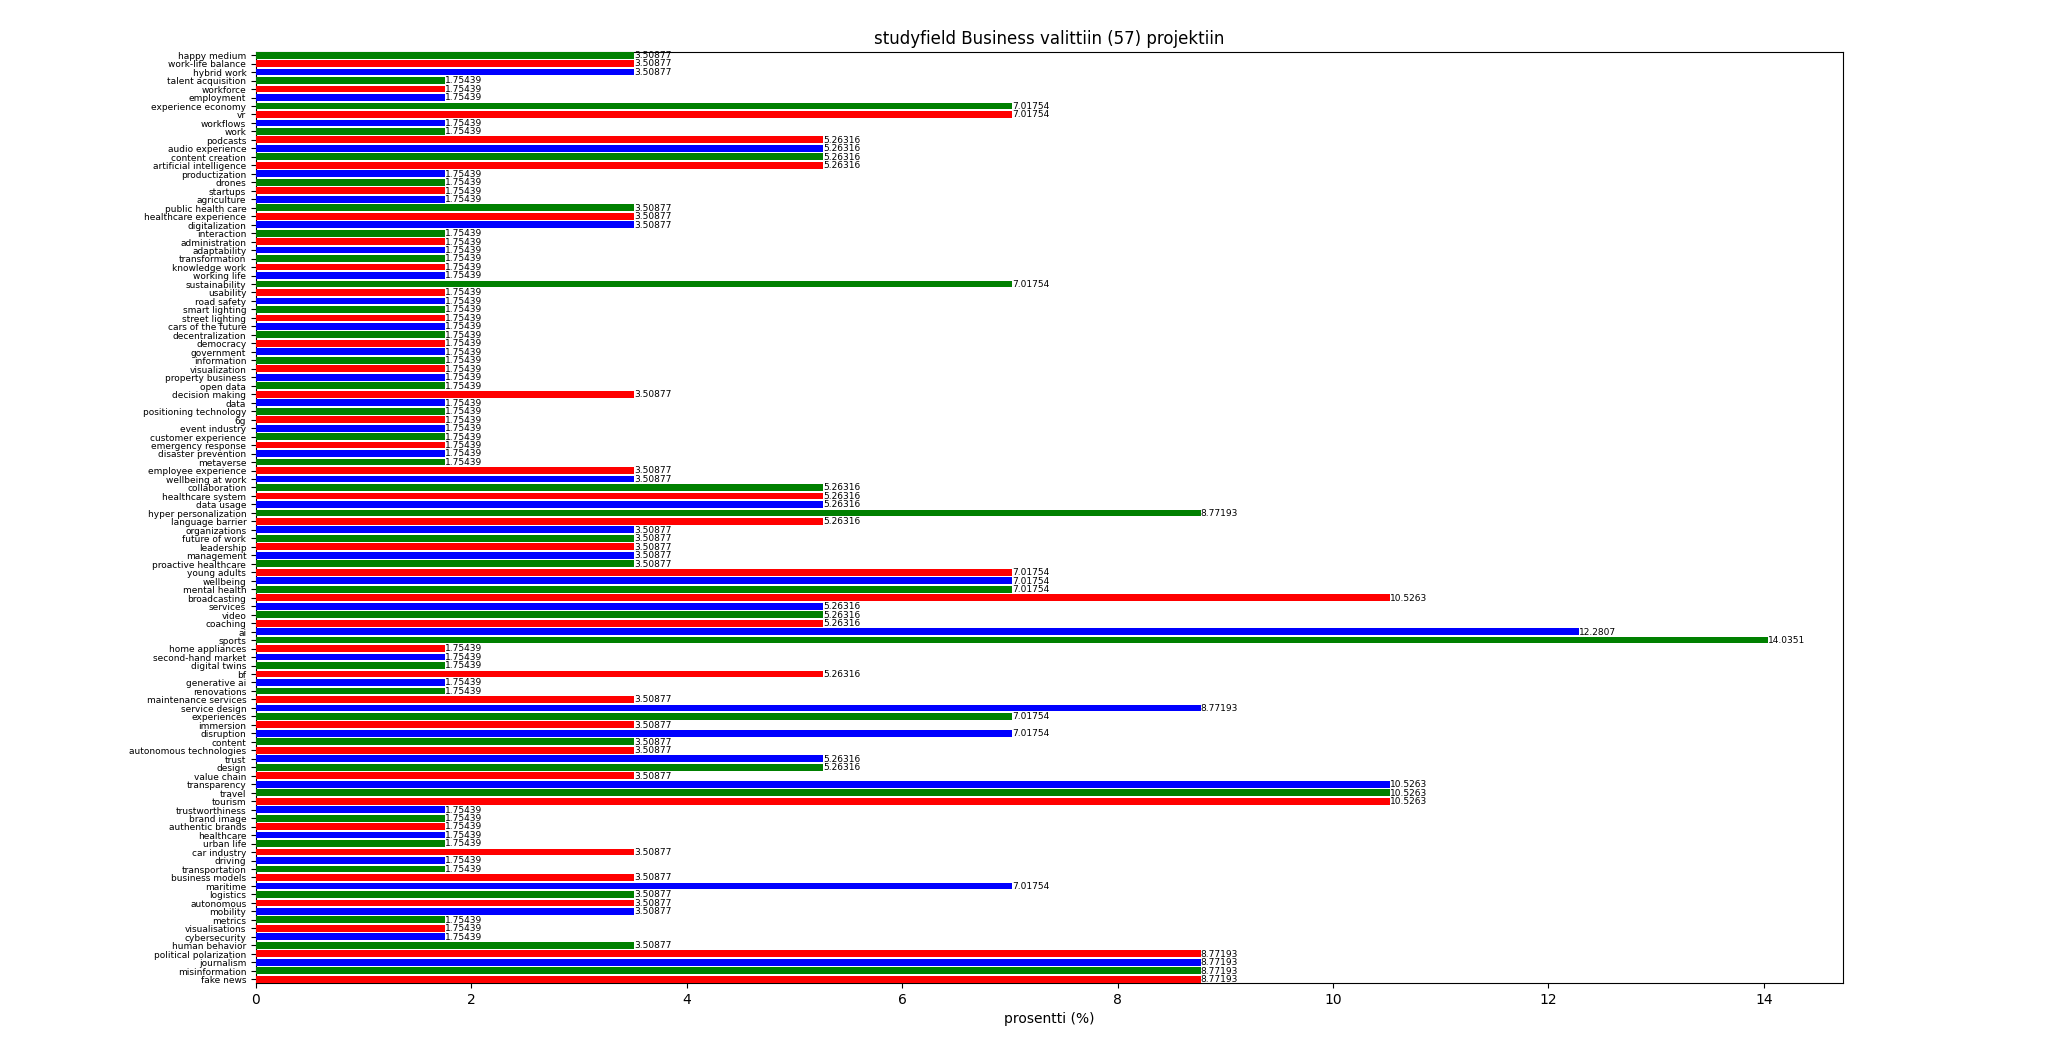 studyfield Business valittiin (57) projektiin
happy medium 3.50877
work-life balance 3.50877
hybrid work 3.50877
talent acquisition 1.75439
workforce 1.75439
employment 1.75439
experience economy 7.01754
vr 7.01754
workflows 1.75439
work 1.75439
podcasts 5.26316
audio experience 5.26316
content creation 5.26316
artificial intelligence 5.26316
productization 1.75439
drones 1.75439
startups 1.75439
agriculture 1.75439
public health care 3.50877
healthcare experience 3.50877
digitalization 3.50877
interaction 1.75439
administration 1.75439
adaptability 1.75439
transformation 1.75439
knowledge work 1.75439
working life 1.75439
sustainability 7.01754
usability 1.75439
road safety 1.75439
smart lighting 1.75439
street lighting 1.75439
cars of the future 1.75439
decentralization 1.75439
democracy 1.75439
government 1.75439
information 1.75439
visualization 1.75439
property business 1.75439
open data 1.75439
decision making 3.50877
data 1.75439
positioning technology 1.75439
6g 1.75439
event industry 1.75439
customer experience 1.75439
emergency response 1.75439
disaster prevention 1.75439
metaverse 1.75439
employee experience 3.50877
wellbeing at work 3.50877
collaboration 5.26316
healthcare system 5.26316
data usage 5.26316
hyper personalization 8.77193
language barrier 5.26316
organizations 3.50877
future of work 3.50877
leadership 3.50877
management 3.50877
proactive healthcare 3.50877
young adults 7.01754
wellbeing 7.01754
mental health 7.01754
broadcasting 10.5263
services 5.26316
video 5.26316
coaching 5.26316
ai 12.2807
sports 14.0351
home appliances 1.75439
second-hand market 1.75439
digital twins 1.75439
bf 5.26316
generative ai 1.75439
renovations 1.75439
maintenance services 3.50877
service design 8.77193
experiences 7.01754
immersion 3.50877
disruption 7.01754
content 3.50877
autonomous technologies 3.50877
trust 5.26316
design 5.26316
value chain 3.50877
transparency 10.5263
travel 10.5263
tourism 10.5263
trustworthiness 1.75439
brand image 1.75439
authentic brands 1.75439
healthcare 1.75439
urban life 1.75439
car industry 3.50877
driving 1.75439
transportation 1.75439
business models 3.50877
maritime 7.01754
logistics 3.50877
autonomous 3.50877
mobility 3.50877
metrics 1.75439
visualisations 1.75439
cybersecurity 1.75439
human behavior 3.50877
political polarization 8.77193
journalism 8.77193
misinformation 8.77193
fake news 8.77193
0 2 4 6 8 10 12 14
prosentti (%)